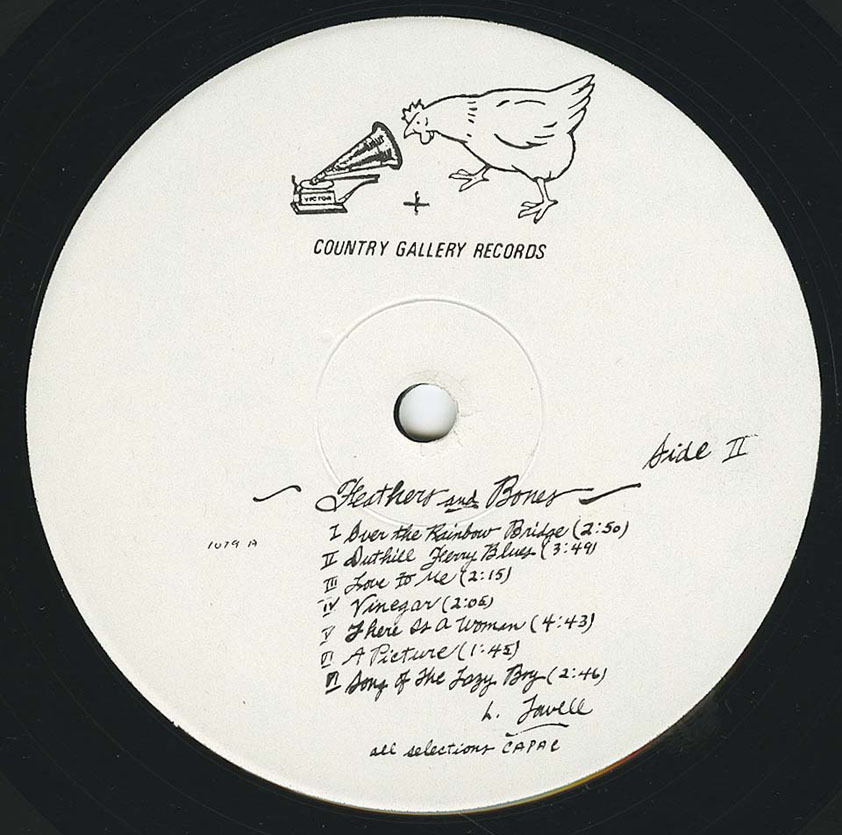 VICTOR
+
COUNTRY GALLERY RECORDS
Side II
Feathers and Bones
1079 A
I Over the Rainbow Bridge (2:50)
II Duthill Ferry Blues (3:49)
III Love to Me (2:15)
IV Vinegar (2:05)
V There Is A Woman (4:43)
VI A Picture (1:45)
VII Song of the Lazy Boy (2:46)
L. Lavell
all selections CAPAC